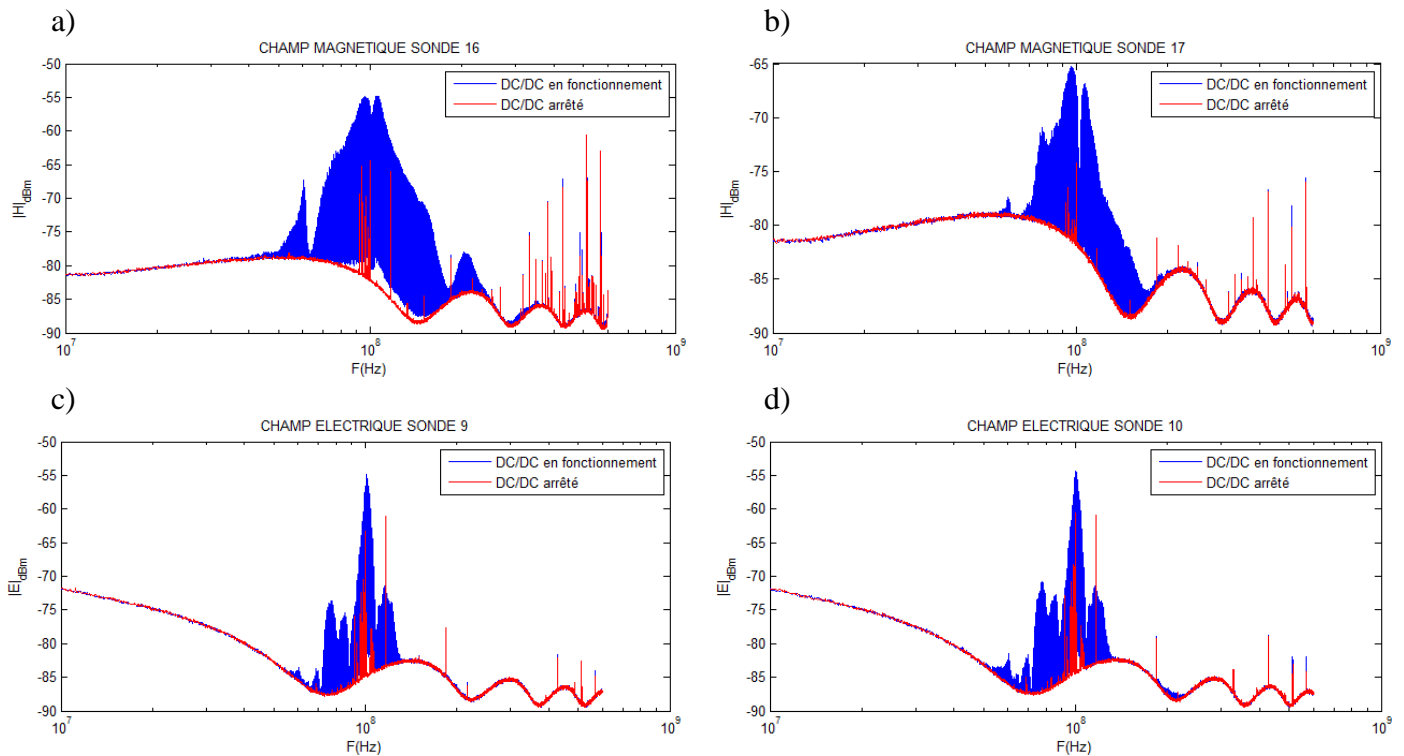 a)
CHAMP MAGNETIQUE SONDE 16
DC/DC en fonctionnement
DC/DC arrêté
-50
-55
-60
-65
-70
-75
-80
-85
-90
|H|dBm
10^7
10^8
10^9
F(Hz)
b)
CHAMP MAGNETIQUE SONDE 17
DC/DC en fonctionnement
DC/DC arrêté
-65
-70
-75
-80
-85
-90
|H|dBm
10^7
10^8
10^9
F(Hz)
c)
CHAMP ELECTRIQUE SONDE 9
DC/DC en fonctionnement
DC/DC arrêté
-50
-55
-60
-65
-70
-75
-80
-85
-90
|E|dBm
10^7
10^8
10^9
F(Hz)
d)
CHAMP ELECTRIQUE SONDE 10
DC/DC en fonctionnement
DC/DC arrêté
-50
-55
-60
-65
-70
-75
-80
-85
-90
|E|dBm
10^7
10^8
10^9
F(Hz)